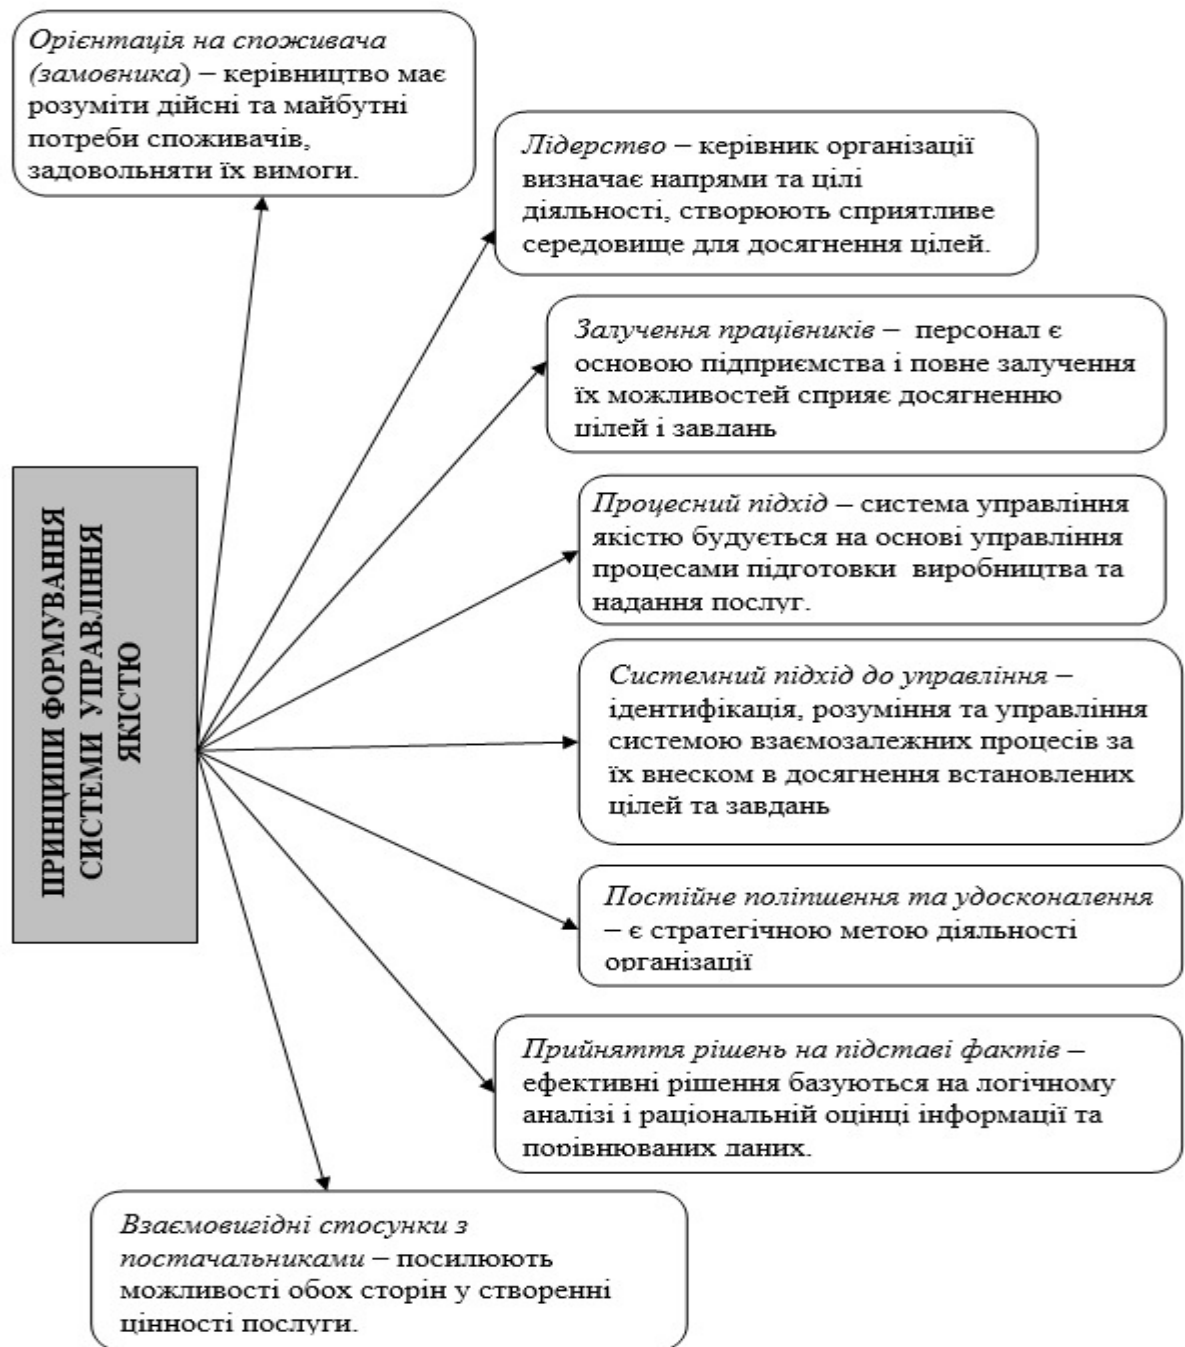 Орієнтація на споживача
(замовника) – керівництво має
розуміти дійсні та майбутні
потреби споживачів,
задовольняти їх вимоги.
Лідерство – керівник організації
визначає напрями та цілі
діяльності, створюють сприятливе
середовище для досягнення цілей.
Залучення працівників – персонал є
основою підприємства і повне залучення
їх можливостей сприяє досягненню
цілей і завдань
Процесний підхід – система управління
якістю будується на основі управління
процесами підготовки виробництва та
надання послуг.
ПРИНЦИПИ ФОРМУВАННЯ
СИСТЕМИ УПРАВЛІННЯ
ЯКІСТЮ
Системний підхід до управління –
ідентифікація, розуміння та управління
системою взаємозалежних процесів за
їх внеском в досягнення встановлених
цілей та завдань
Постійне поліпшення та удосконалення
– є стратегічною метою діяльності
організації
Прийняття рішень на підставі фактів –
ефективні рішення базуються на логічному
аналізі і раціональній оцінці інформації та
порівнюваних даних.
Взаємовигідні стосунки з
постачальниками – посилюють
можливості обох сторін у створенні
цінності послуги.